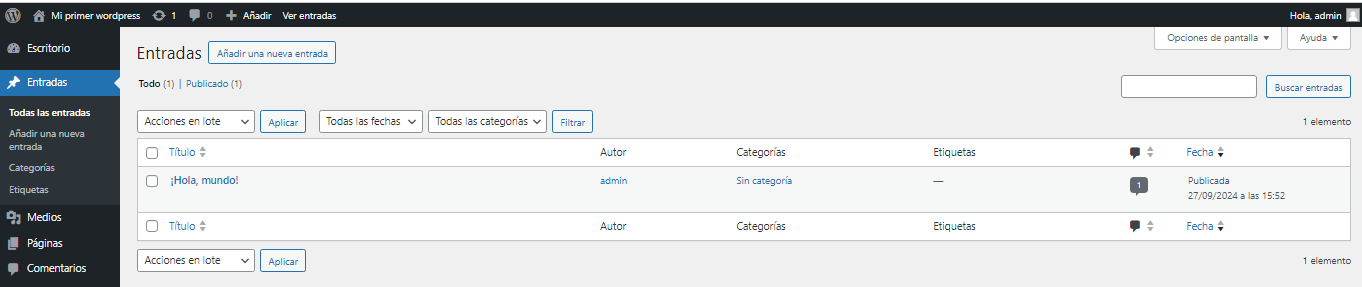 Mi primer wordpress 1 0 Añadir Ver entradas Hola, admin
Escritorio
Entradas
Todas las entradas
Añadir una nueva
entrada
Categorías
Etiquetas
Medios
Páginas
Comentarios
Opciones de pantalla Ayuda
Entradas Añadir una nueva entrada
Todo (1) | Publicado (1)
Buscar entradas
Acciones en lote Aplicar Todas las fechas Todas las categorías Filtrar 1 elemento
Título Autor Categorías Etiquetas Fecha
¡Hola, mundo! admin Sin categoría — 1 Publicada
27/09/2024 a las 15:52
Título Autor Categorías Etiquetas Fecha
Acciones en lote Aplicar 1 elemento